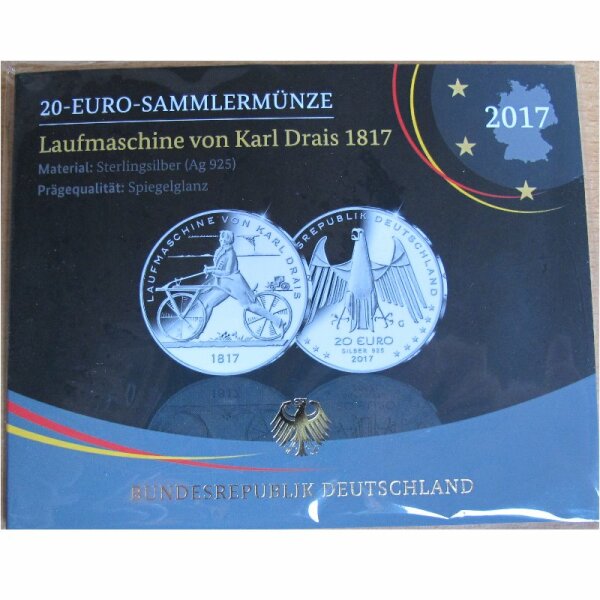 20-EURO-SAMMLERMÜNZE
Laufmaschine von Karl Drais 1817
Material: Sterlingsilber (Ag 925)
Prägequalität: Spiegelglanz
2017
LAUFMASCHINE VON KARL DRAIS
1817
SREPUBLIK DEUTSCHLAND
A
G
20 EURO
SILBER 925
2017
BUNDESREPUBLIK DEUTSCHLAND